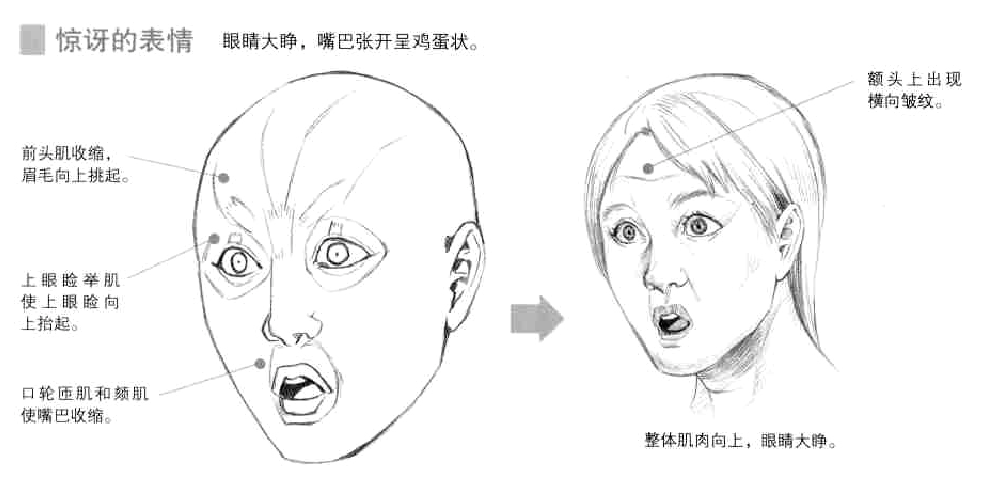 惊讶的表情 眼睛大睁，嘴巴张开呈鸡蛋状。
额头上出现
横向皱纹。
前头肌收缩，
眉毛向上挑起。
上眼睑举肌
使上眼睑向
上抬起。
口轮匝肌和颏肌
使嘴巴收缩。
整体肌肉向上，眼睛大睁。